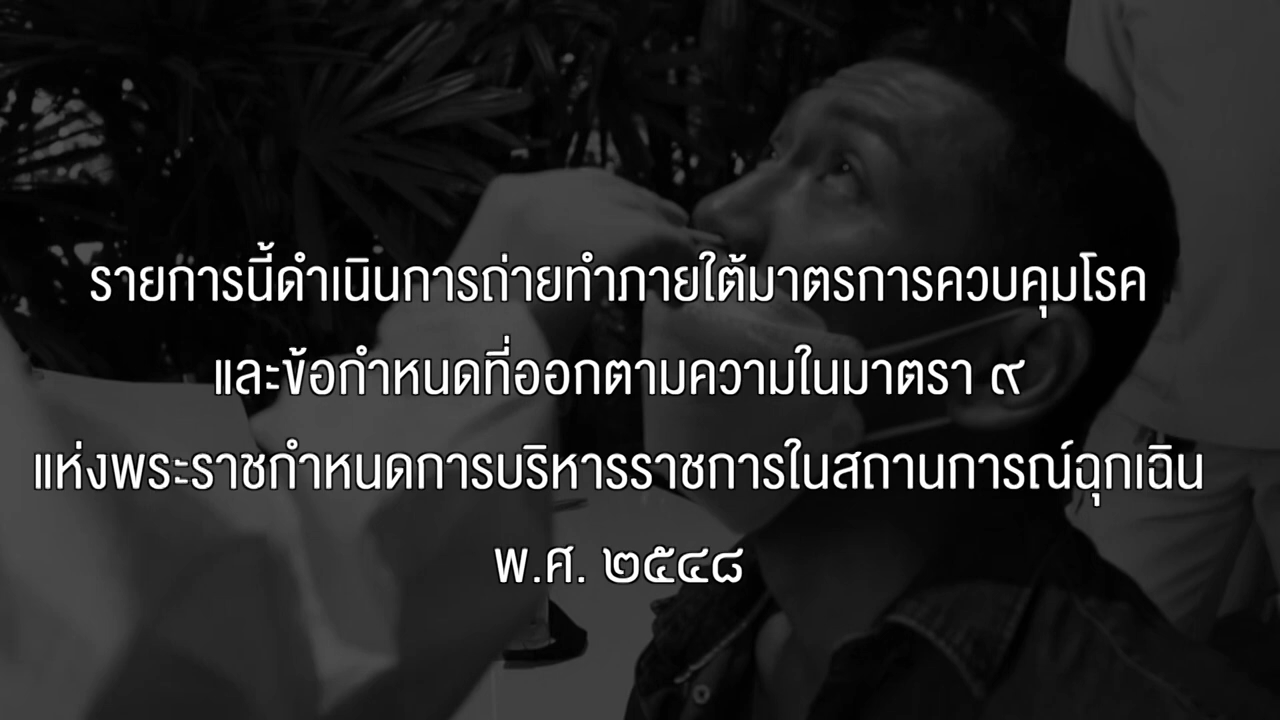 รายการนี้ดำเนินการถ่ายทำภายใต้มาตรการควบคุมโรค
และข้อกำหนดที่ออกตามความในมาตรา ๙
แห่งพระราชกำหนดการบริหารราชการในสถานการณ์ฉุกเฉิน
พ.ศ. ๒๕๔๘